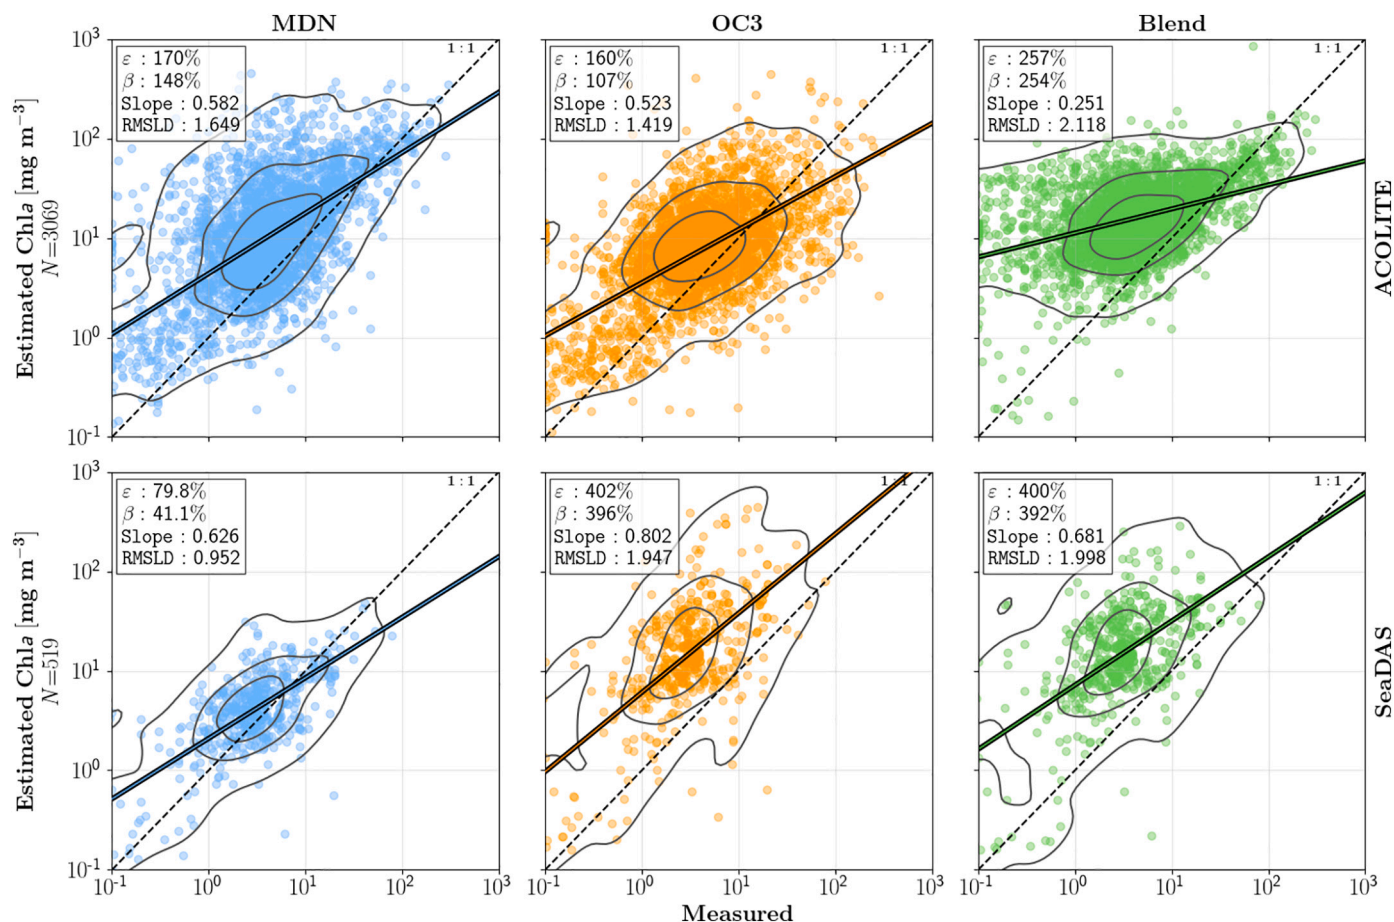 MDN
OC3
Blend
10³
10²
10¹
10⁰
10⁻¹
Estimated Chla [mg m⁻³]
N=3069
ε : 170%
β : 148%
Slope : 0.582
RMSLD : 1.649
1 : 1
ε : 160%
β : 107%
Slope : 0.523
RMSLD : 1.419
1 : 1
ε : 257%
β : 254%
Slope : 0.251
RMSLD : 2.118
1 : 1
ACOLITE
10³
10²
10¹
10⁰
10⁻¹
Estimated Chla [mg m⁻³]
N=519
ε : 79.8%
β : 41.1%
Slope : 0.626
RMSLD : 0.952
1 : 1
ε : 402%
β : 396%
Slope : 0.802
RMSLD : 1.947
1 : 1
ε : 400%
β : 392%
Slope : 0.681
RMSLD : 1.998
1 : 1
SeaDAS
10⁻¹ 10⁰ 10¹ 10² 10³
10⁻¹ 10⁰ 10¹ 10² 10³
10⁻¹ 10⁰ 10¹ 10² 10³
Measured